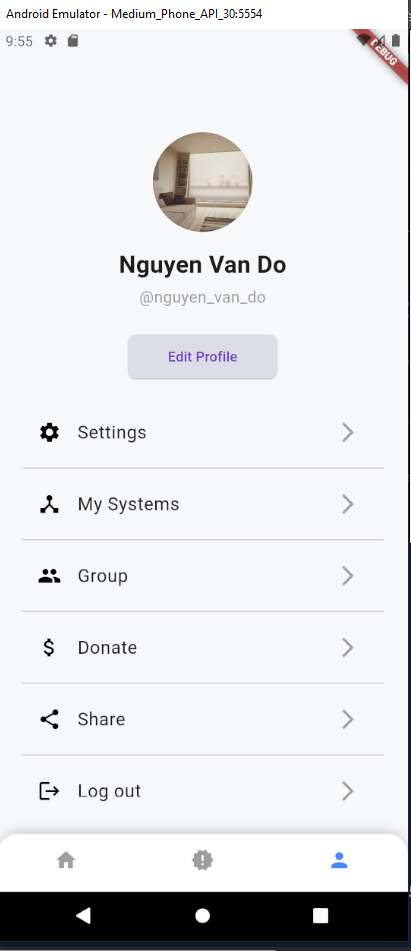 Android Emulator - Medium_Phone_API_30:5554
9:55
DEBUG
Nguyen Van Do
@nguyen_van_do
Edit Profile
Settings
My Systems
Group
Donate
Share
Log out